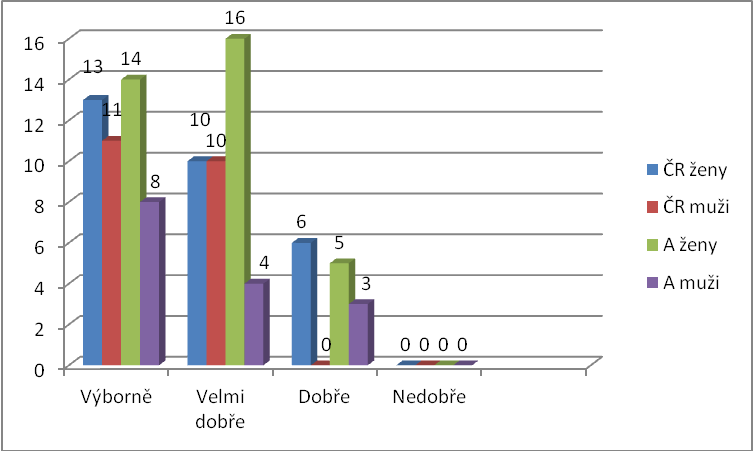 16
14
12
10
8
6
4
2
0
13
11
14
8
10
10
16
4
6
0
5
3
0
0
0
0
Výborně
Velmi
dobře
Dobře
Nedobře
ČR ženy
ČR muži
A ženy
A muži